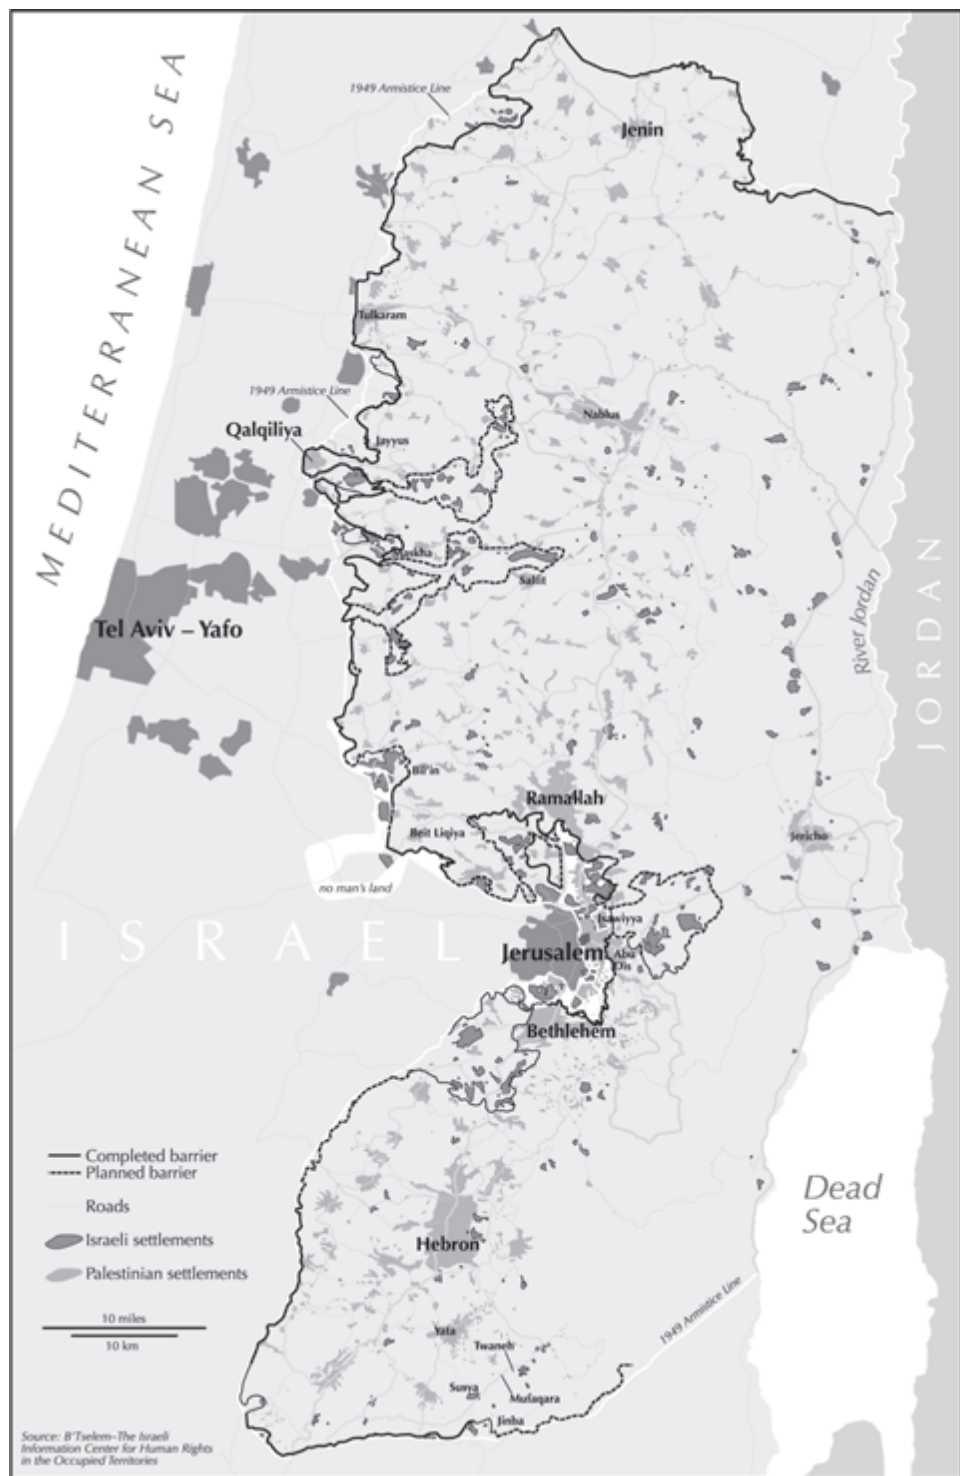 MEDITERRANEAN SEA
1949 Armistice Line
Jenin
Tulkaram
1949 Armistice Line
Qalqiliya
Jayyus
Nablus
Maskha
Salfit
Tel Aviv – Yafo
River Jordan
JORDAN
Bil'in
Ramallah
Beit Liqiya
Jericho
no man's land
Isawiyya
ISRAEL
Jerusalem
Abu
Dis
Bethlehem
Completed barrier
Planned barrier
Roads
Israeli settlements
Palestinian settlements
10 miles
10 km
Dead
Sea
Hebron
1949 Armistice Line
Yata
Twaneh
Susya
Mufaqara
Jinba
Source: B'Tselem–The Israeli
Information Center for Human Rights
in the Occupied Territories